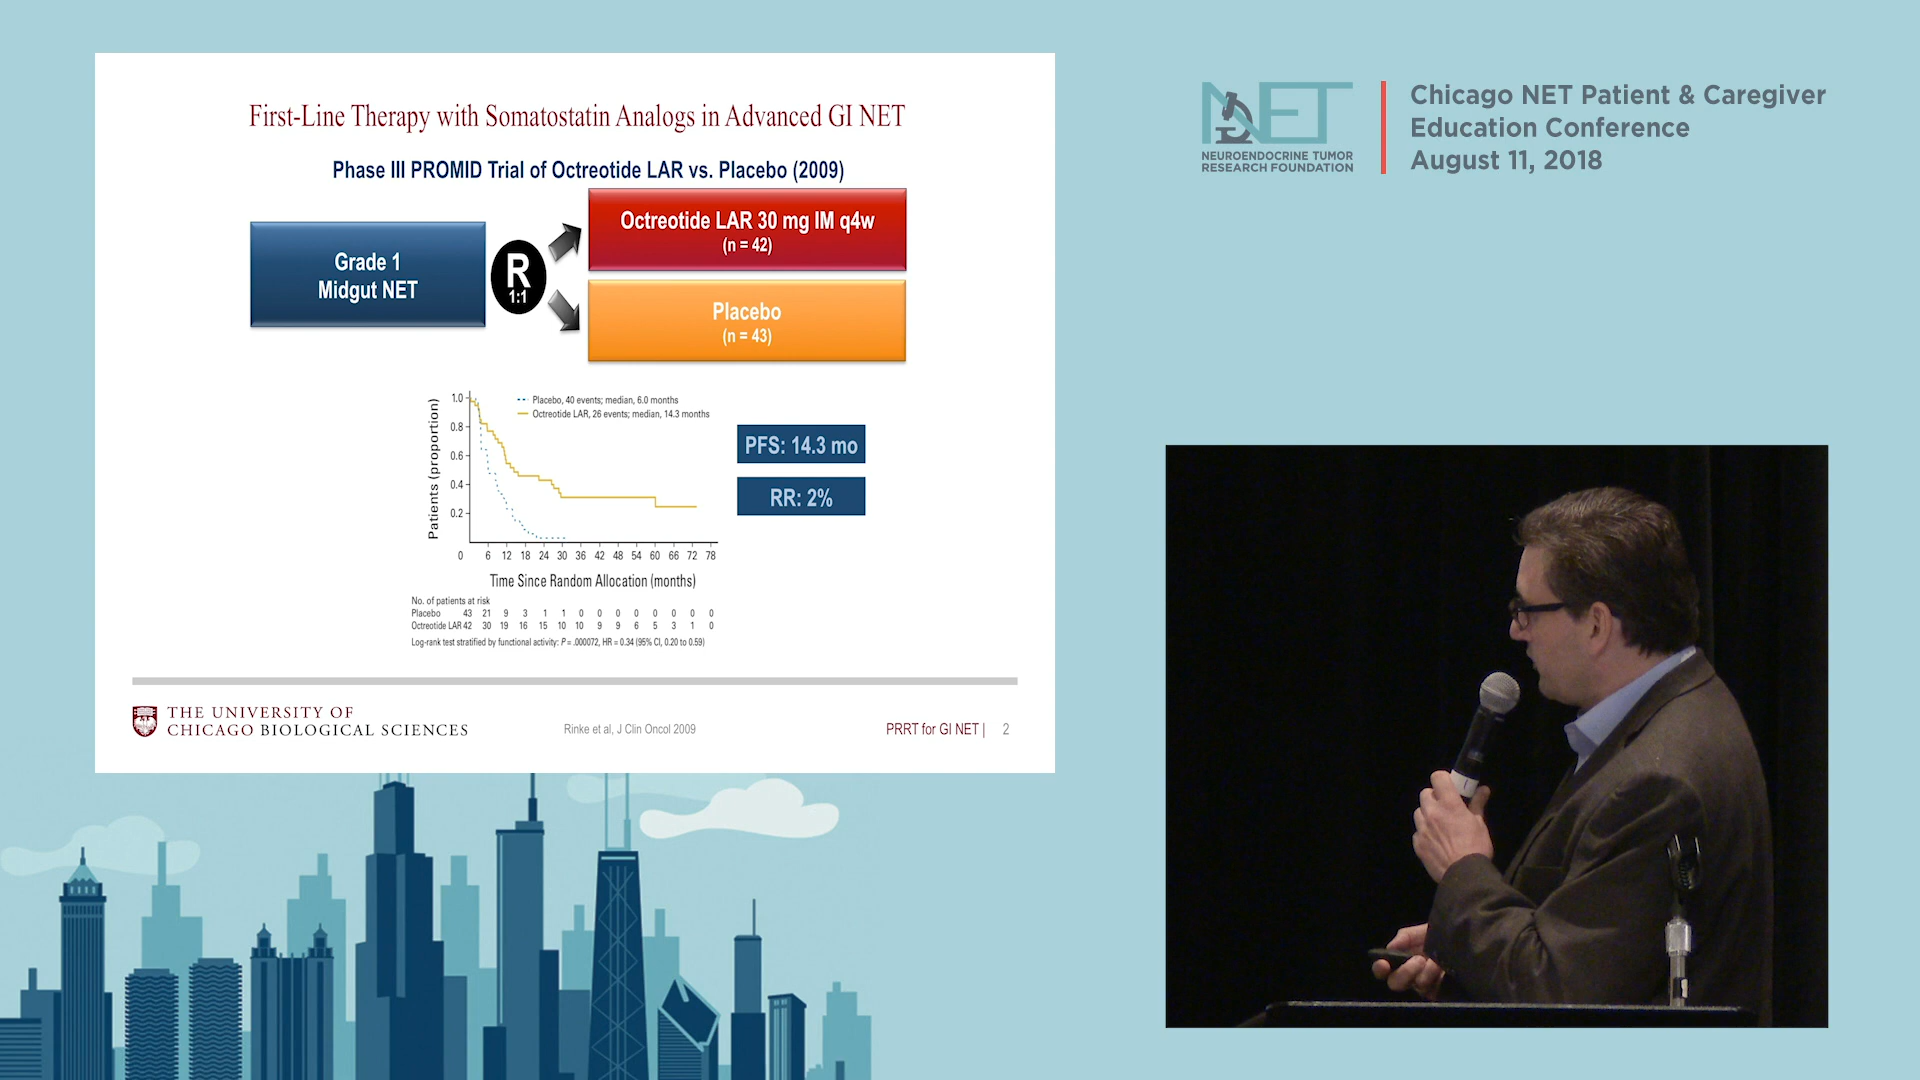 First-Line Therapy with Somatostatin Analogs in Advanced GI NET
Phase III PROMID Trial of Octreotide LAR vs. Placebo (2009)
Grade 1
Midgut NET
R
1:1
Octreotide LAR 30 mg IM q4w
(n = 42)
Placebo
(n = 43)
Patients (proportion)
1.0
0.8
0.6
0.4
0.2
Placebo, 40 events; median, 6.0 months
Octreotide LAR, 26 events; median, 14.3 months
0 6 12 18 24 30 36 42 48 54 60 66 72 78
Time Since Random Allocation (months)
PFS: 14.3 mo
RR: 2%
No. of patients at risk
Placebo 43 21 9 3 1 1 0 0 0 0 0 0 0 0
Octreotide LAR 42 30 19 16 15 10 10 9 9 6 5 3 1 0
Log-rank test stratified by functional activity: P = .000072, HR = 0.34 (95% CI, 0.20 to 0.59)
THE UNIVERSITY OF
CHICAGO BIOLOGICAL SCIENCES
Rinke et al, J Clin Oncol 2009
PRRT for GI NET | 2
NET
NEUROENDOCRINE TUMOR
RESEARCH FOUNDATION
Chicago NET Patient & Caregiver
Education Conference
August 11, 2018